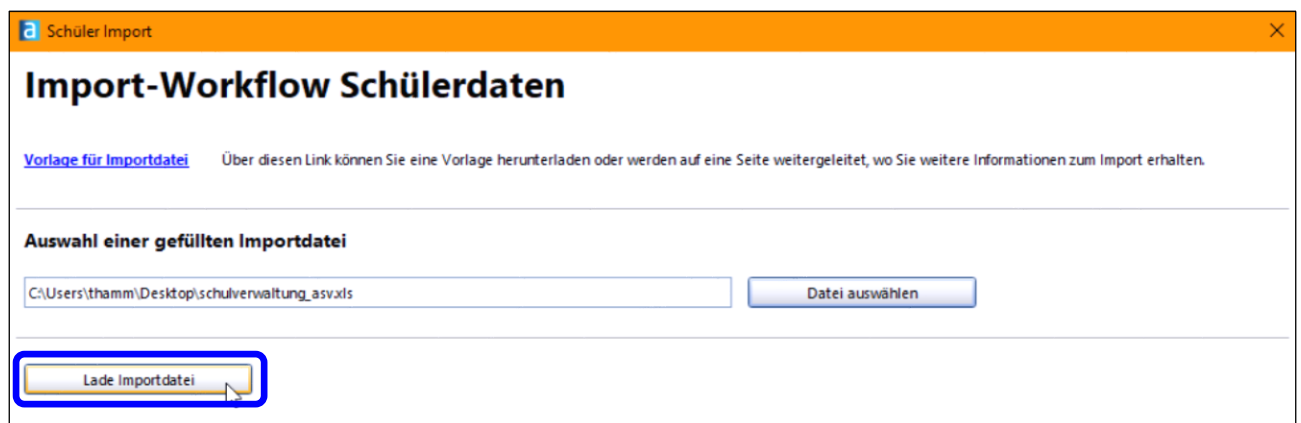 a Schüler Import
Import-Workflow Schülerdaten
Vorlage für Importdatei Über diesen Link können Sie eine Vorlage herunterladen oder werden auf eine Seite weitergeleitet, wo Sie weitere Informationen zum Import erhalten.
Auswahl einer gefüllten Importdatei
C:\Users\thamm\Desktop\schulverwaltung_asv.xls Datei auswählen
Lade Importdatei